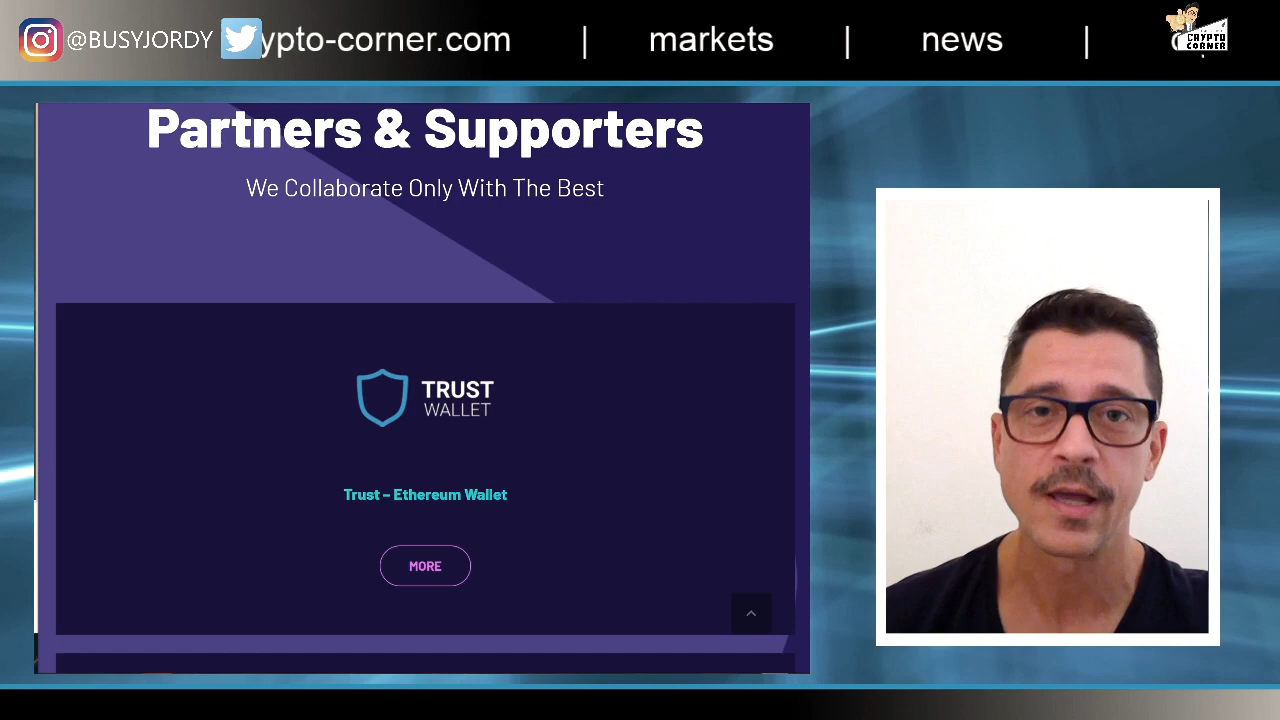 @BUSYJORDY
ypto-corner.com | markets | news |
CRYPTO
CORNER
Partners & Supporters
We Collaborate Only With The Best
TRUST
WALLET
Trust – Ethereum Wallet
MORE